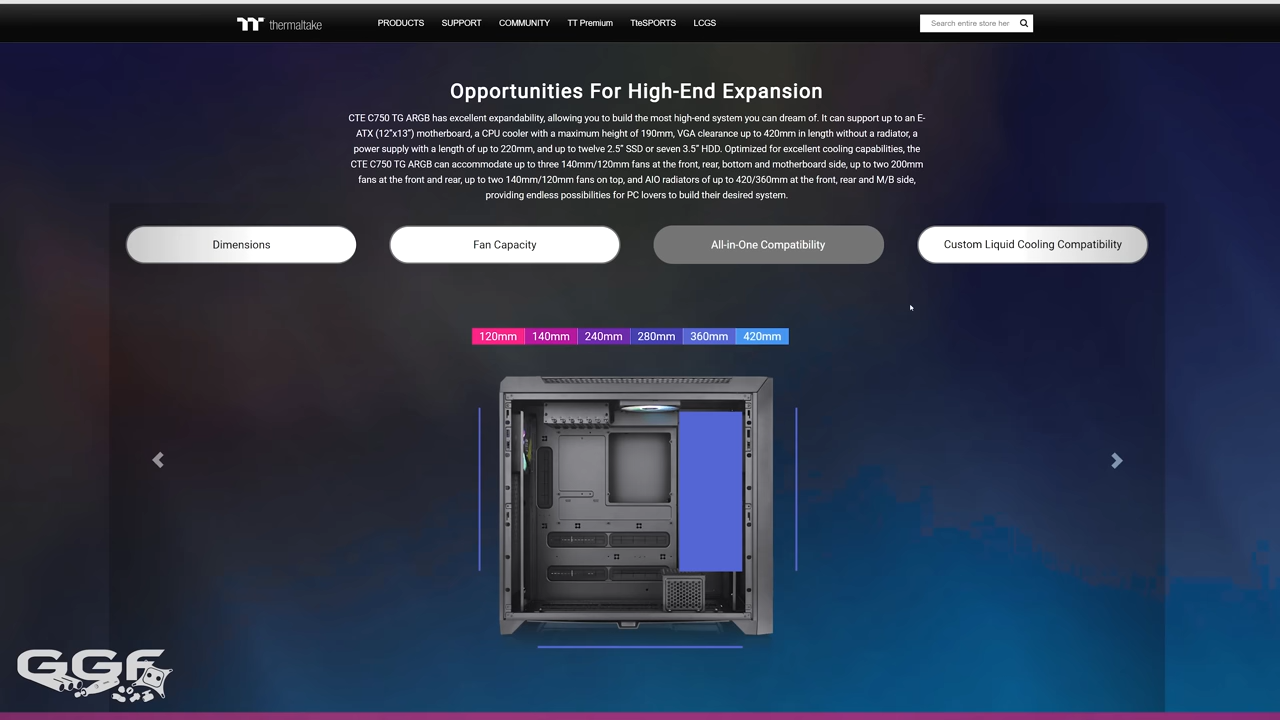 thermaltake
PRODUCTS
SUPPORT
COMMUNITY
TT Premium
TteSPORTS
LCGS
Search entire store her
Opportunities For High-End Expansion
CTE C750 TG ARGB has excellent expandability, allowing you to build the most high-end system you can dream of. It can support up to an E-
ATX (12"x13") motherboard, a CPU cooler with a maximum height of 190mm, VGA clearance up to 420mm in length without a radiator, a
power supply with a length of up to 220mm, and up to twelve 2.5" SSD or seven 3.5" HDD. Optimized for excellent cooling capabilities, the
CTE C750 TG ARGB can accommodate up to three 140mm/120mm fans at the front, rear, bottom and motherboard side, up to two 200mm
fans at the front and rear, up to two 140mm/120mm fans on top, and AIO radiators of up to 420/360mm at the front, rear and M/B side,
providing endless possibilities for PC lovers to build their desired system.
Dimensions
Fan Capacity
All-in-One Compatibility
Custom Liquid Cooling Compatibility
120mm
140mm
240mm
280mm
360mm
420mm
GGF